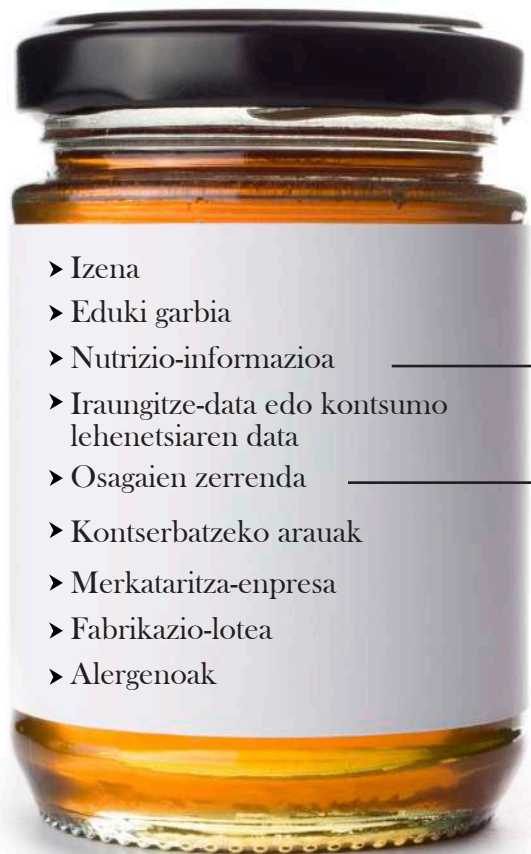 ➤ Izena
➤ Eduki garbia
➤ Nutrizio-informazioa
➤ Iraungitze-data edo kontsumo
lehenetsiaren data
➤ Osagaien zerrenda
➤ Kontserbatzeko arauak
➤ Merkataritza-enpresa
➤ Fabrikazio-lotea
➤ Alergenoak